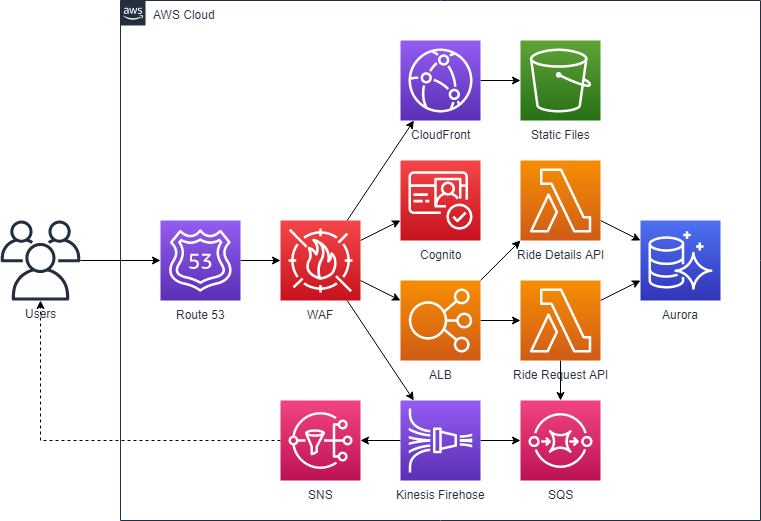 aws
AWS Cloud
CloudFront
Static Files
Cognito
Ride Details API
Users
53
Route 53
WAF
Aurora
ALB
Ride Request API
SNS
Kinesis Firehose
SQS